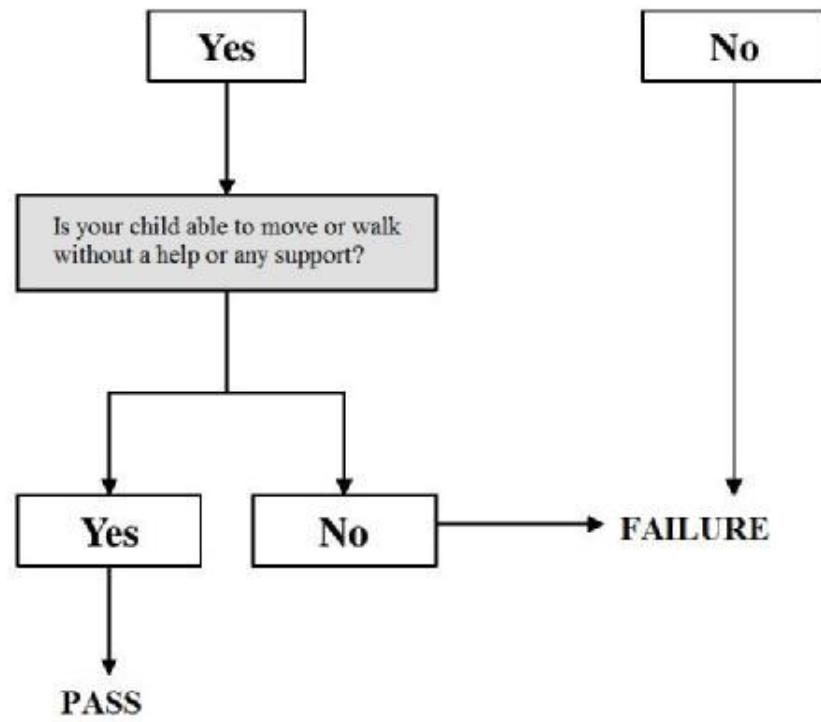 Yes
No
Is your child able to move or walk
without a help or any support?
Yes
No
FAILURE
PASS